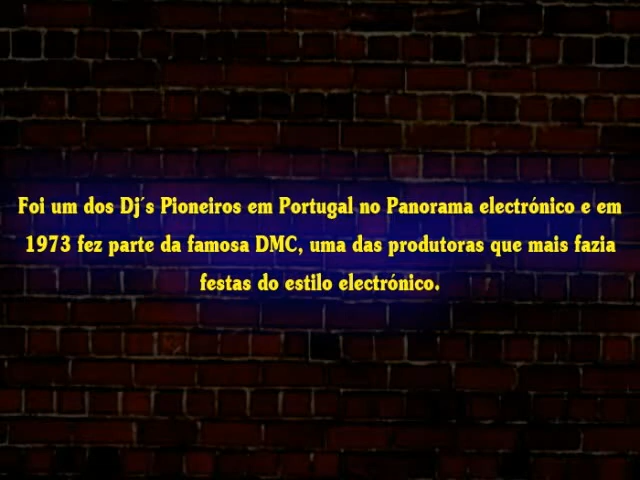 Foi um dos Dj´s Pioneiros em Portugal no Panorama electrónico e em
1973 fez parte da famosa DMC, uma das produtoras que mais fazia
festas do estilo electrónico.